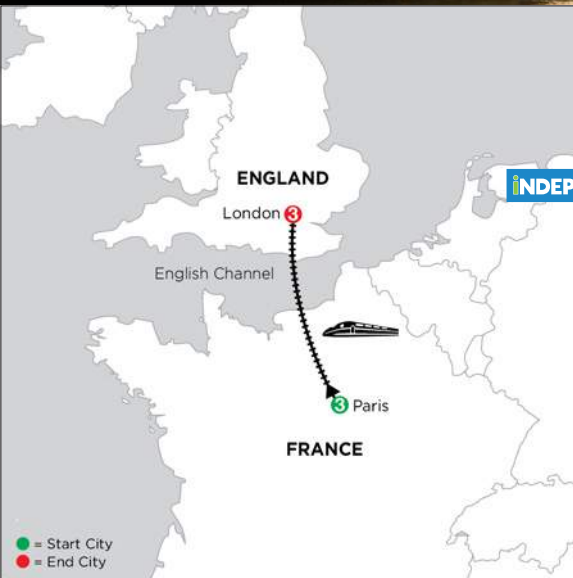 iNDEP
ENGLAND
London 3
English Channel
3 Paris
FRANCE
= Start City
= End City